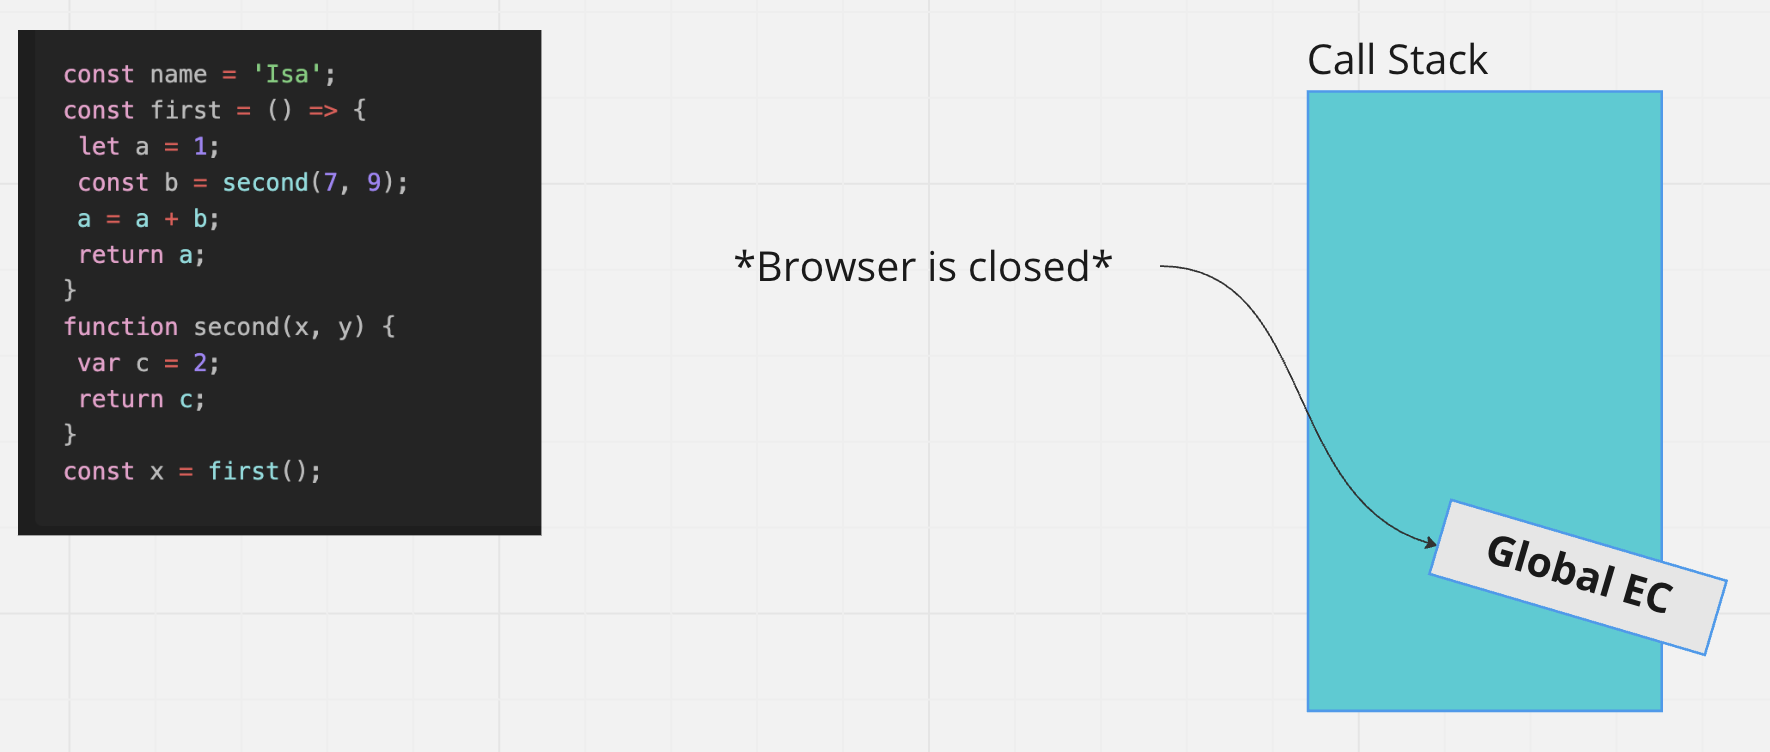 const name = 'Isa';
const first = () => {
 let a = 1;
 const b = second(7, 9);
 a = a + b;
 return a;
}
function second(x, y) {
 var c = 2;
 return c;
}
const x = first();
*Browser is closed*
Call Stack
Global EC